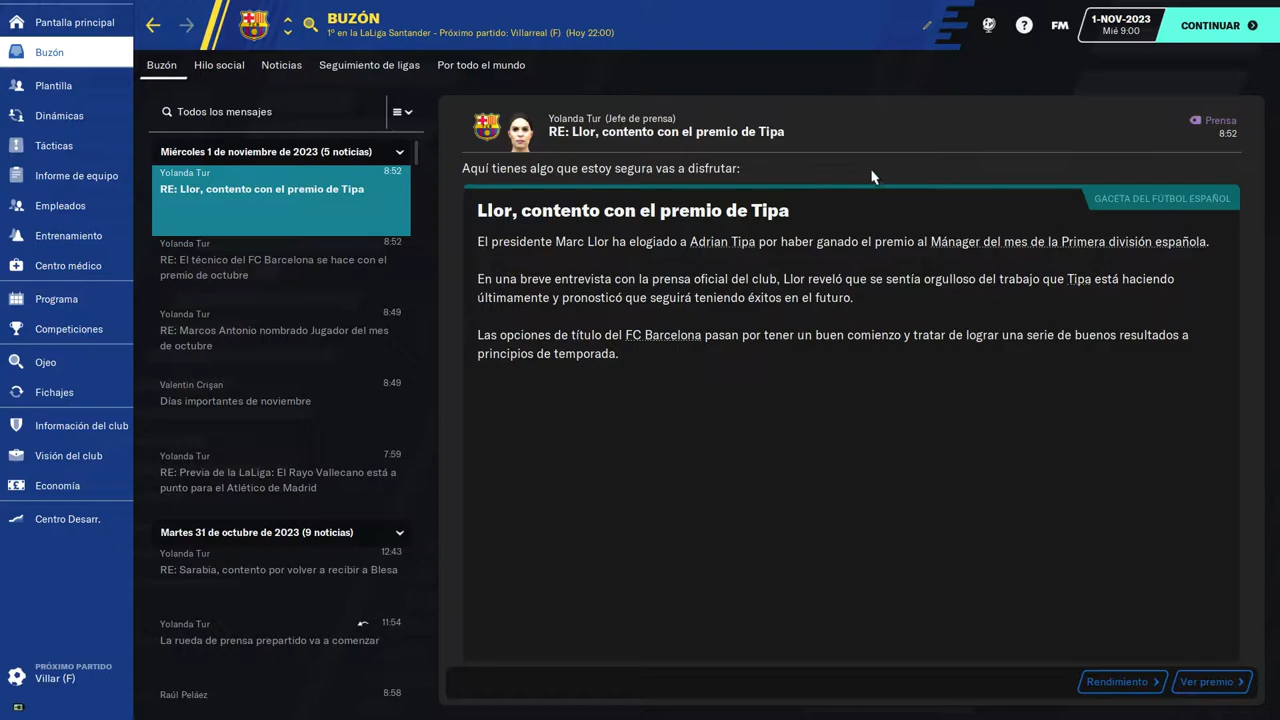 Pantalla principal
Buzón
Plantilla
Dinámicas
Tácticas
Informe de equipo
Empleados
Entrenamiento
Centro médico
Programa
Competiciones
Ojeo
Fichajes
Información del club
Visión del club
Economía
Centro Desarr.
PRÓXIMO PARTIDO
Villar (F)
BUZÓN
1º en la LaLiga Santander - Próximo partido: Villarreal (F) (Hoy 22:00)
FM
1-NOV-2023
Mié 9:00
CONTINUAR
Buzón
Hilo social
Noticias
Seguimiento de ligas
Por todo el mundo
Todos los mensajes
Miércoles 1 de noviembre de 2023 (5 noticias)
Yolanda Tur 8:52
RE: Llor, contento con el premio de Tipa
Yolanda Tur 8:52
RE: El técnico del FC Barcelona se hace con el
premio de octubre
Yolanda Tur 8:49
RE: Marcos Antonio nombrado Jugador del mes
de octubre
Valentin Crişan 8:49
Días importantes de noviembre
Yolanda Tur 7:59
RE: Previa de la LaLiga: El Rayo Vallecano está a
punto para el Atlético de Madrid
Martes 31 de octubre de 2023 (9 noticias)
Yolanda Tur 12:43
RE: Sarabia, contento por volver a recibir a Blesa
Yolanda Tur 11:54
La rueda de prensa prepartido va a comenzar
Raúl Peláez 8:58
Yolanda Tur (Jefe de prensa)
RE: Llor, contento con el premio de Tipa
Prensa
8:52
Aquí tienes algo que estoy segura vas a disfrutar:
GACETA DEL FÚTBOL ESPAÑOL
Llor, contento con el premio de Tipa
El presidente Marc Llor ha elogiado a Adrian Tipa por haber ganado el premio al Mánager del mes de la Primera división española.
En una breve entrevista con la prensa oficial del club, Llor reveló que se sentía orgulloso del trabajo que Tipa está haciendo
últimamente y pronosticó que seguirá teniendo éxitos en el futuro.
Las opciones de título del FC Barcelona pasan por tener un buen comienzo y tratar de lograr una serie de buenos resultados a
principios de temporada.
Rendimiento
Ver premio